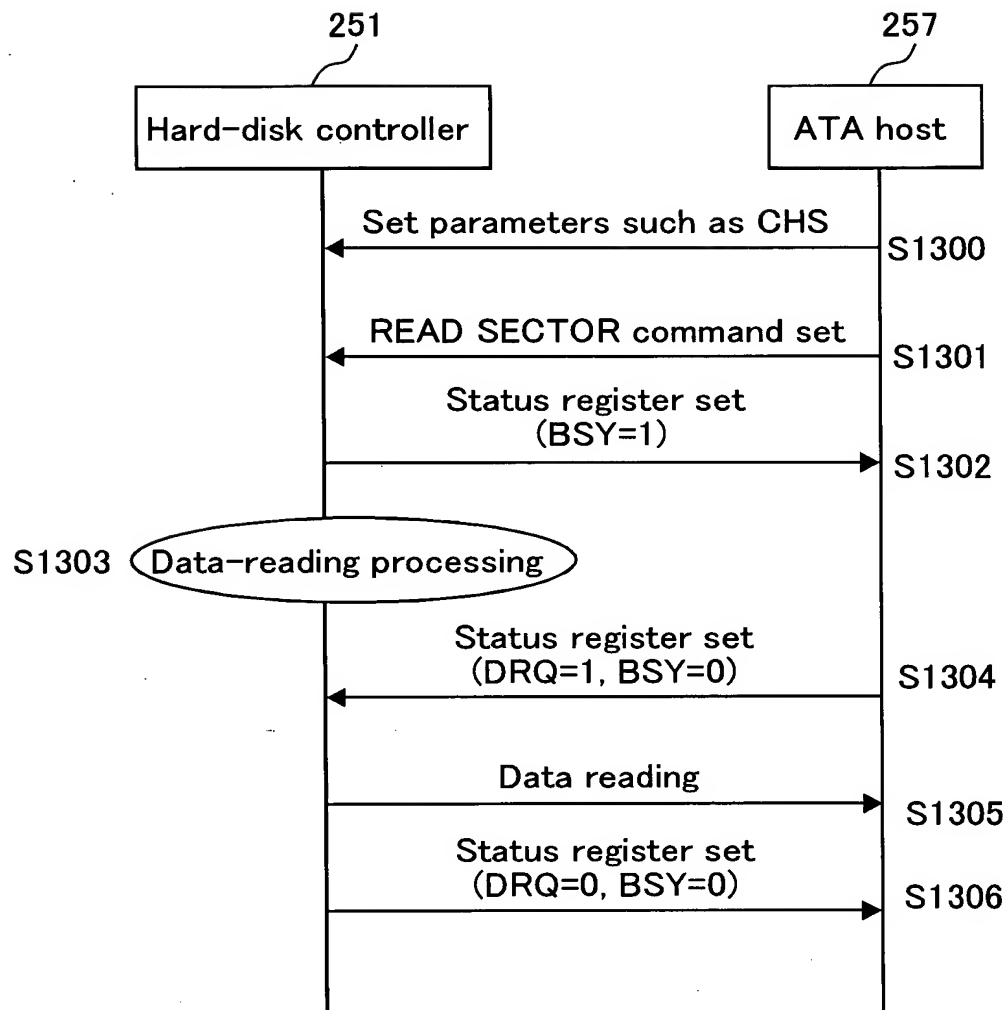 251
257
Hard-disk controller
ATA host
Set parameters such as CHS
S1300
READ SECTOR command set
S1301
Status register set
(BSY=1)
S1302
S1303
Data-reading processing
Status register set
(DRQ=1, BSY=0)
S1304
Data reading
S1305
Status register set
(DRQ=0, BSY=0)
S1306